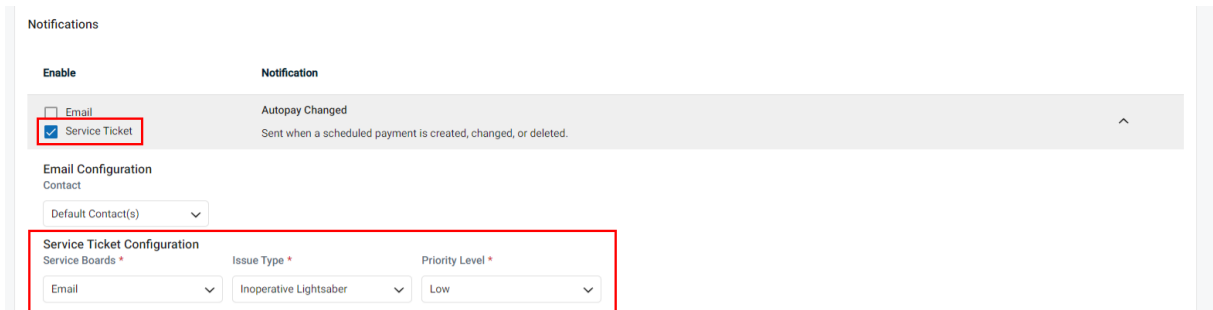 Notifications
Enable Notification
Email Autopay Changed
Service Ticket Sent when a scheduled payment is created, changed, or deleted.
Email Configuration
Contact
Default Contact(s)
Service Ticket Configuration
Service Boards * Issue Type * Priority Level *
Email Inoperative Lightsaber Low